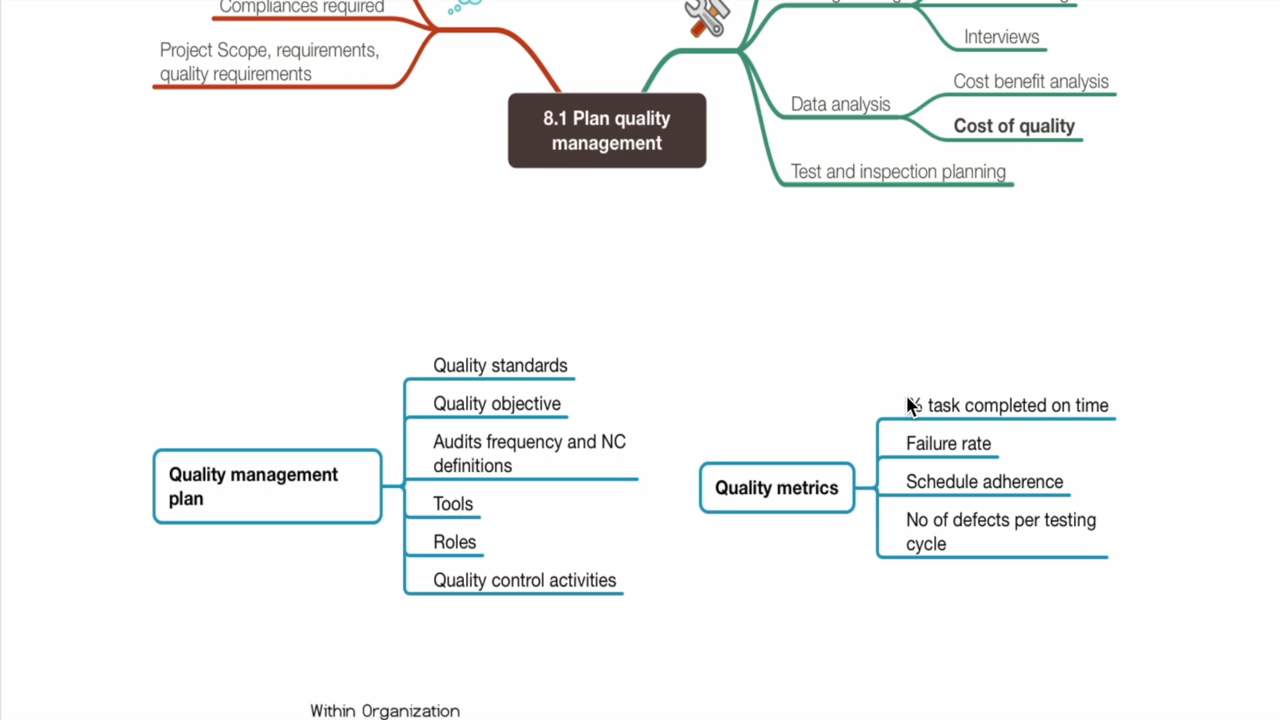 Compliances required
Project Scope, requirements,
quality requirements
8.1 Plan quality
management
Interviews
Data analysis
Cost benefit analysis
Cost of quality
Test and inspection planning
Quality management
plan
Quality standards
Quality objective
Audits frequency and NC
definitions
Tools
Roles
Quality control activities
Quality metrics
% task completed on time
Failure rate
Schedule adherence
No of defects per testing
cycle
Within Organization